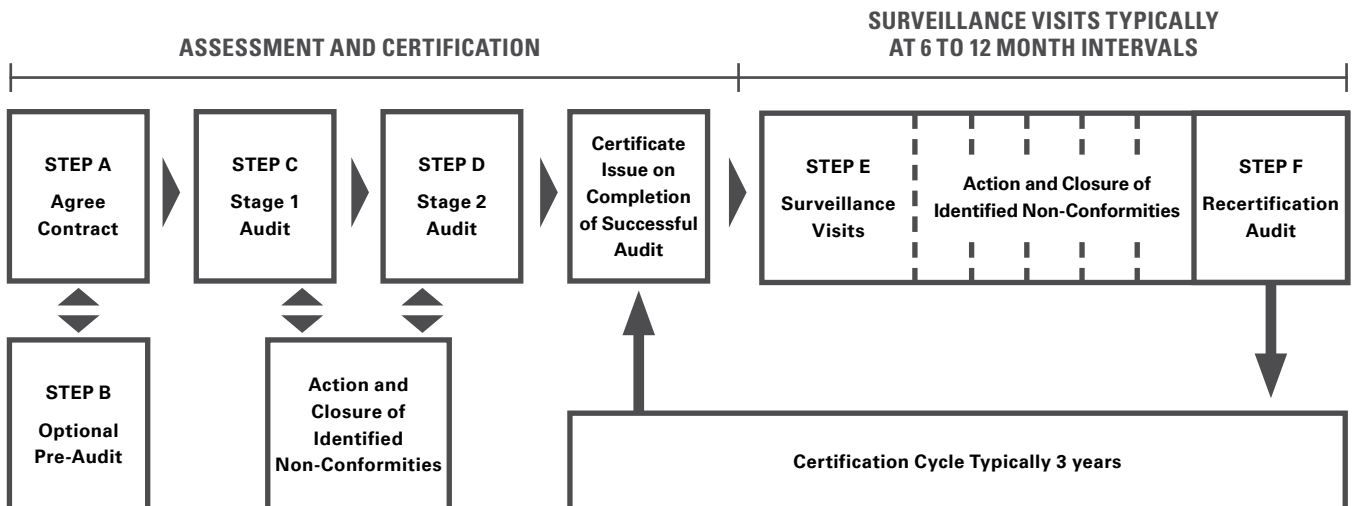 ASSESSMENT AND CERTIFICATION
SURVEILLANCE VISITS TYPICALLY
AT 6 TO 12 MONTH INTERVALS
STEP A
Agree
Contract
STEP C
Stage 1
Audit
STEP D
Stage 2
Audit
Certificate
Issue on
Completion
of Successful
Audit
STEP E
Surveillance
Visits
Action and Closure of
Identified Non-Conformities
STEP F
Recertification
Audit
STEP B
Optional
Pre-Audit
Action and
Closure of
Identified
Non-Conformities
Certification Cycle Typically 3 years